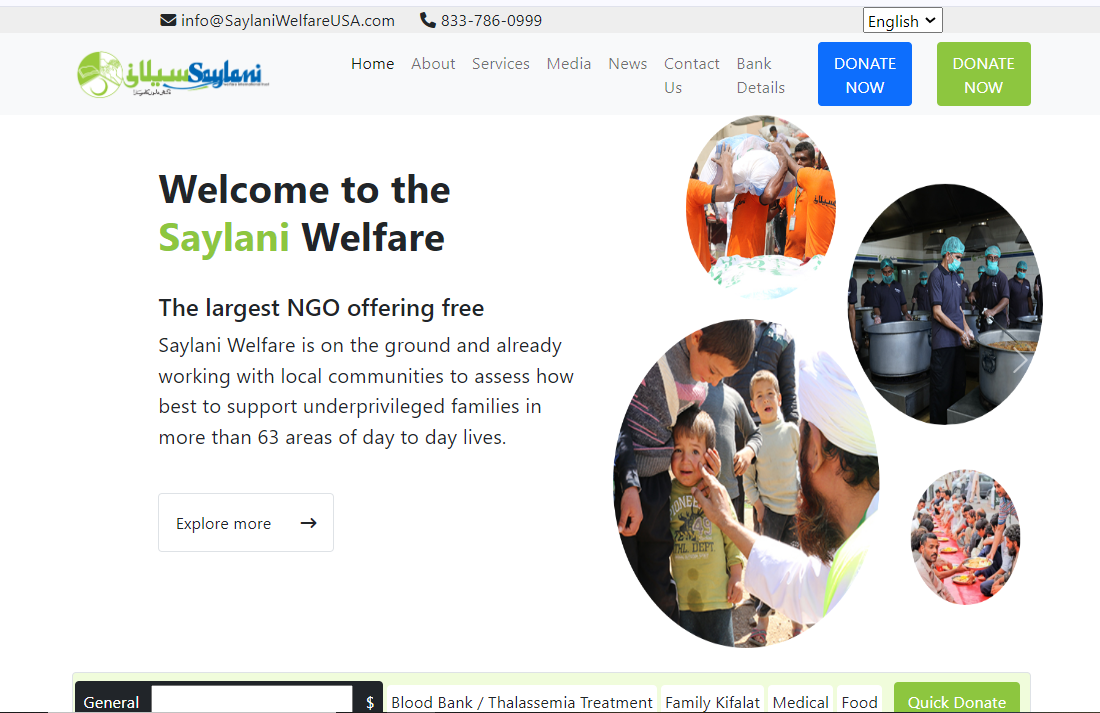 info@SaylaniWelfareUSA.com 833-786-0999 English
سیلانی Saylani
Home About Services Media News Contact Us Bank Details DONATE NOW DONATE NOW
Welcome to the
Saylani Welfare
The largest NGO offering free
Saylani Welfare is on the ground and already
working with local communities to assess how
best to support underprivileged families in
more than 63 areas of day to day lives.
Explore more →
General $ Blood Bank / Thalassemia Treatment Family Kifalat Medical Food Quick Donate